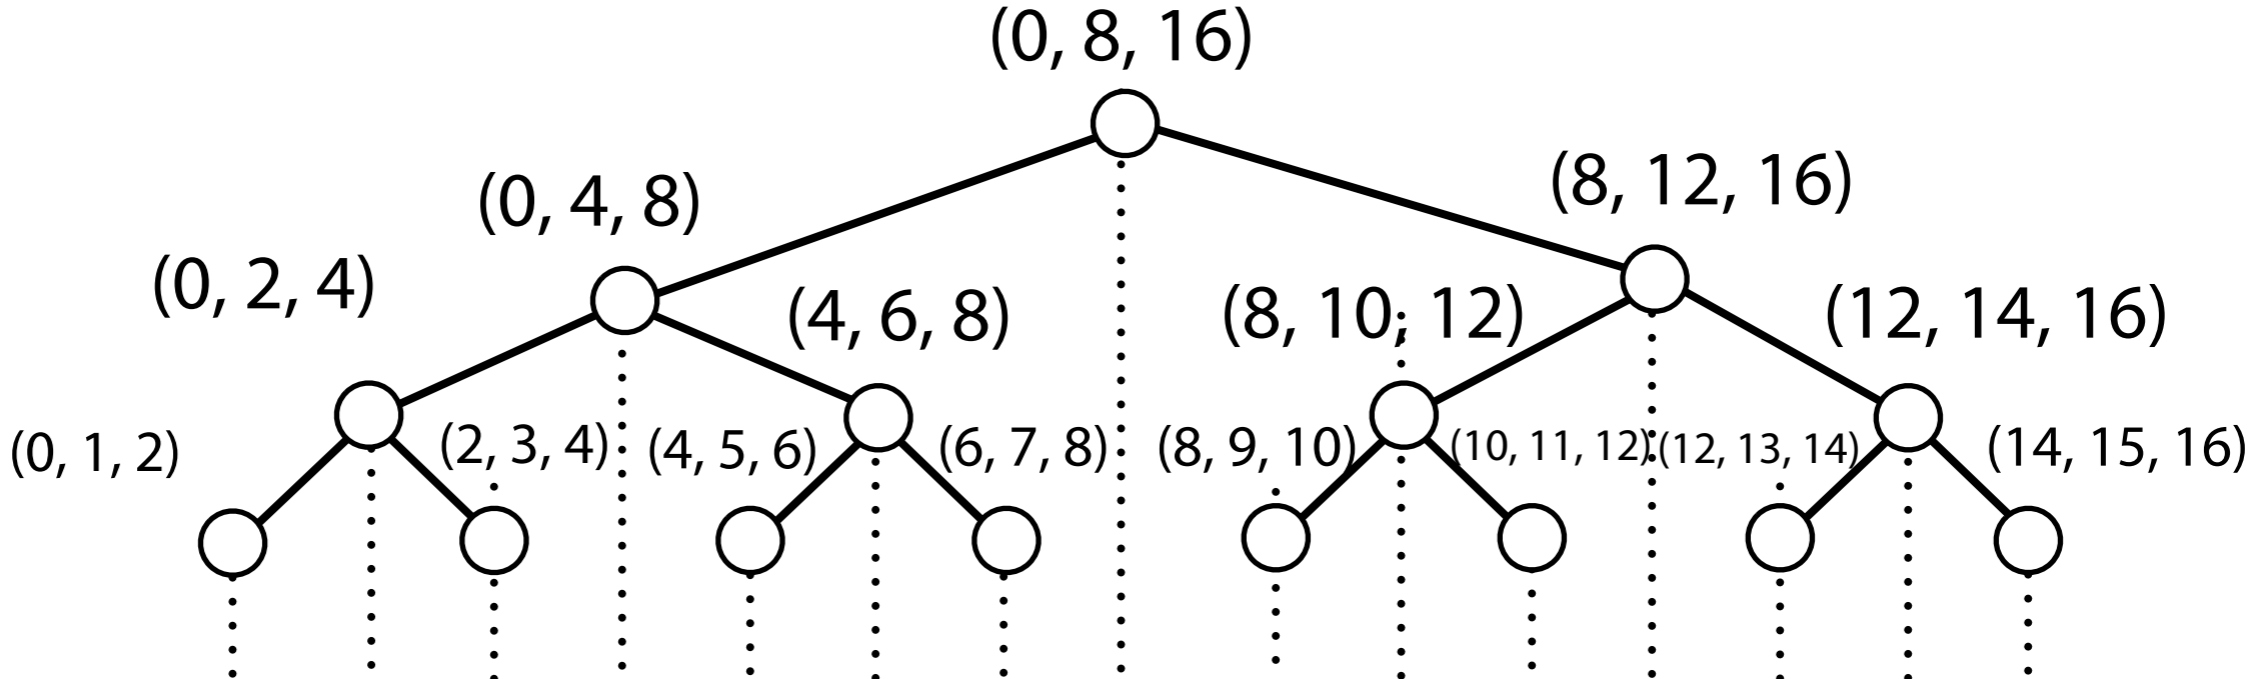 (0, 8, 16)
(0, 4, 8)
(8, 12, 16)
(0, 2, 4)
(4, 6, 8)
(8, 10, 12)
(12, 14, 16)
(0, 1, 2)
(2, 3, 4)
(4, 5, 6)
(6, 7, 8)
(8, 9, 10)
(10, 11, 12)
(12, 13, 14)
(14, 15, 16)